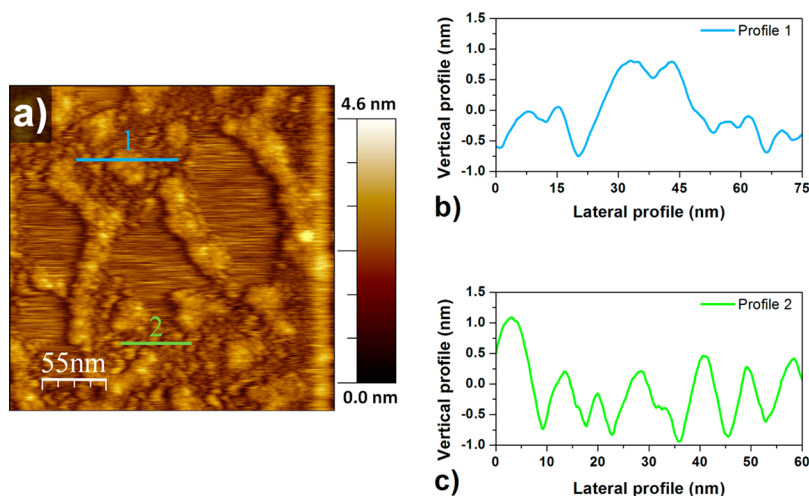 a)
1
2
55nm
4.6 nm
0.0 nm
Vertical profile (nm)
1.5
1.0
0.5
0.0
-0.5
-1.0
Profile 1
0 15 30 45 60 75
Lateral profile (nm)
b)
Vertical profile (nm)
1.5
1.0
0.5
0.0
-0.5
-1.0
Profile 2
0 10 20 30 40 50 60
Lateral profile (nm)
c)